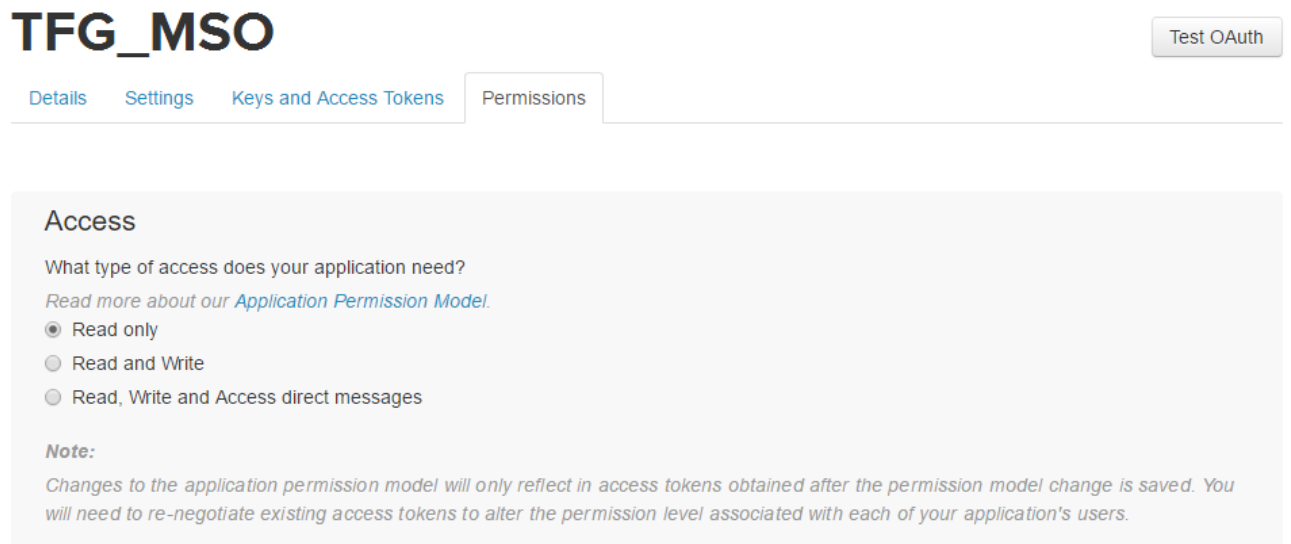 TFG_MSO
Test OAuth
Details Settings Keys and Access Tokens Permissions
Access
What type of access does your application need?
Read more about our Application Permission Model.
Read only
Read and Write
Read, Write and Access direct messages
Note:
Changes to the application permission model will only reflect in access tokens obtained after the permission model change is saved. You
will need to re-negotiate existing access tokens to alter the permission level associated with each of your application's users.